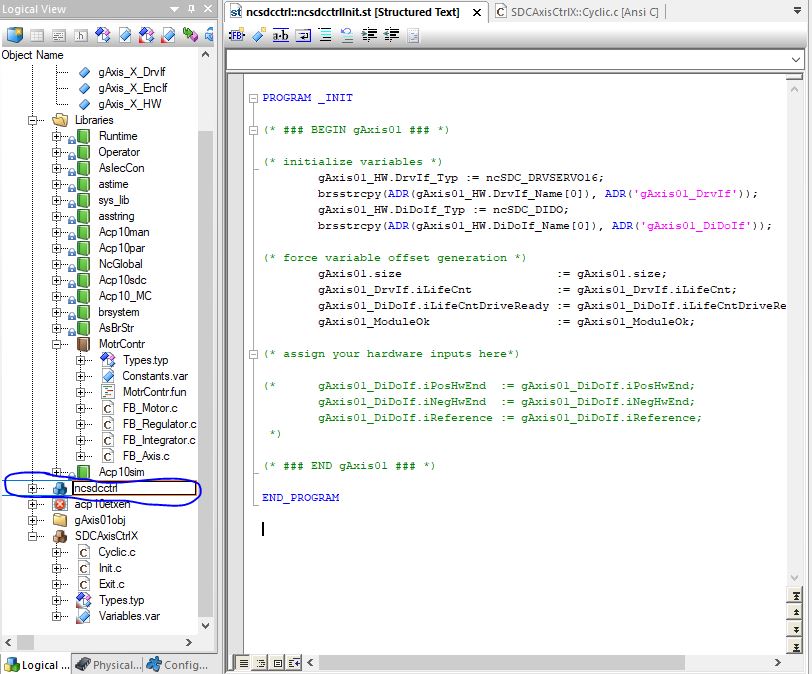 Logical View
Object Name
gAxis_X_DrvIf
gAxis_X_EncIf
gAxis_X_HW
Libraries
Runtime
Operator
AsIecCon
astime
sys_lib
asstring
Acp10man
Acp10par
NcGlobal
Acp10sdc
Acp10_MC
brsystem
AsBrStr
MotrContr
Types.typ
Constants.var
MotrContr.fun
FB_Motor.c
FB_Regulator.c
FB_Integrator.c
FB_Axis.c
Acp10sim
ncsdcctrl
acp10etxen
gAxis01obj
SDCAxisCtrlX
Cyclic.c
Init.c
Exit.c
Types.typ
Variables.var
Logical ...
Physical...
Config...
ncsdcctrl::ncsdcctrlInit.st [Structured Text]
SDCAxisCtrlX::Cyclic.c [Ansi C]
PROGRAM _INIT
(* ### BEGIN gAxis01 ### *)
(* initialize variables *)
gAxis01_HW.DrvIf_Typ := ncSDC_DRVSERVO16;
brsstrcpy(ADR(gAxis01_HW.DrvIf_Name[0]), ADR('gAxis01_DrvIf'));
gAxis01_HW.DiDoIf_Typ := ncSDC_DIDO;
brsstrcpy(ADR(gAxis01_HW.DiDoIf_Name[0]), ADR('gAxis01_DiDoIf'));
(* force variable offset generation *)
gAxis01.size := gAxis01.size;
gAxis01_DrvIf.iLifeCnt := gAxis01_DrvIf.iLifeCnt;
gAxis01_DiDoIf.iLifeCntDriveReady := gAxis01_DiDoIf.iLifeCntDriveRe
gAxis01_ModuleOk := gAxis01_ModuleOk;
(* assign your hardware inputs here*)
(* gAxis01_DiDoIf.iPosHwEnd := gAxis01_DiDoIf.iPosHwEnd;
gAxis01_DiDoIf.iNegHwEnd := gAxis01_DiDoIf.iNegHwEnd;
gAxis01_DiDoIf.iReference := gAxis01_DiDoIf.iReference;
*)
(* ### END gAxis01 ### *)
END_PROGRAM